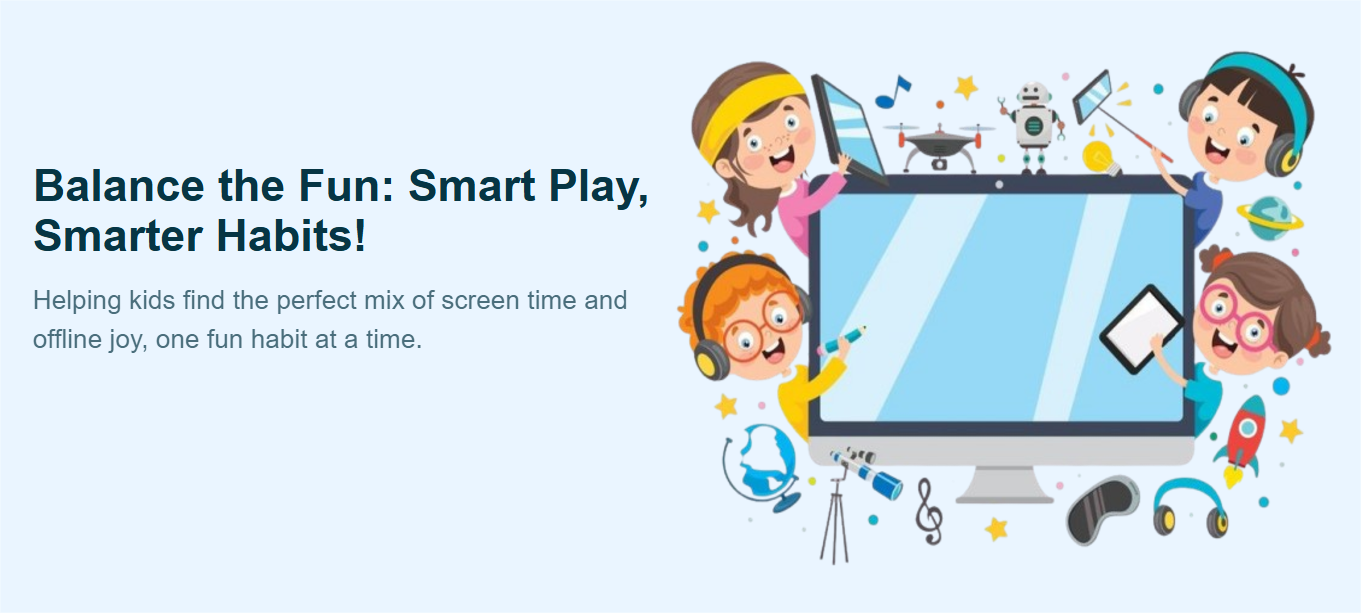 Balance the Fun: Smart Play,
Smarter Habits!
Helping kids find the perfect mix of screen time and
offline joy, one fun habit at a time.